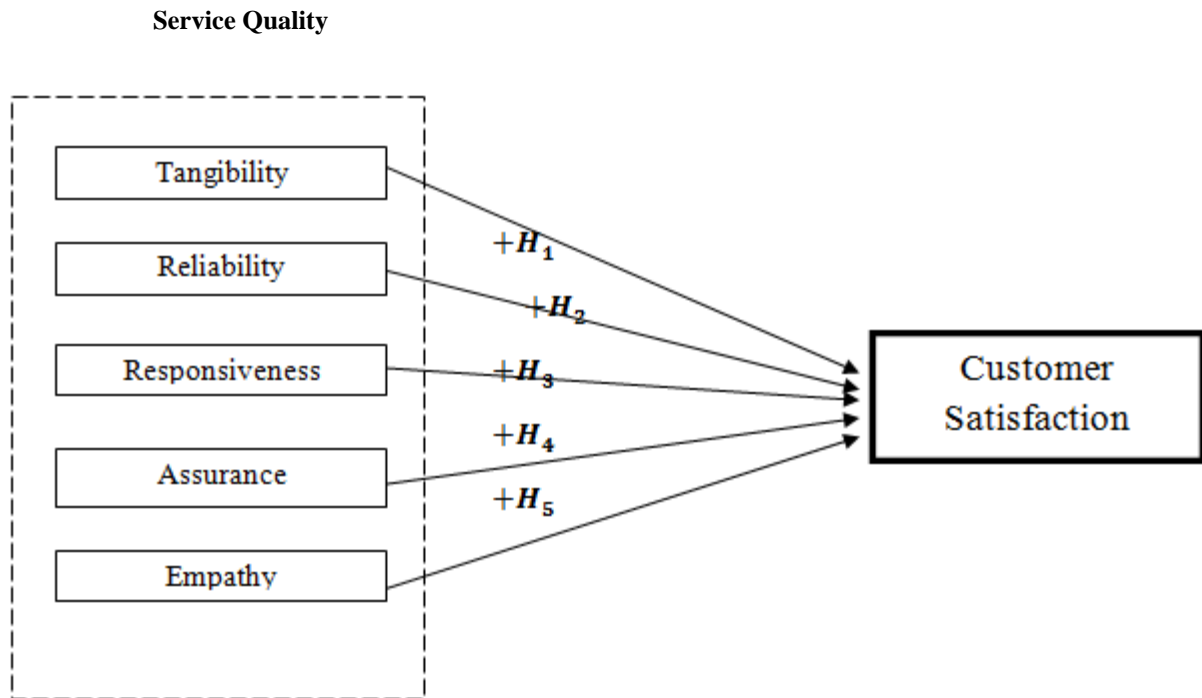 Service Quality
Tangibility
+H₁
Reliability
+H₂
Responsiveness
+H₃
Customer
Satisfaction
+H₄
Assurance
+H₅
Empathy